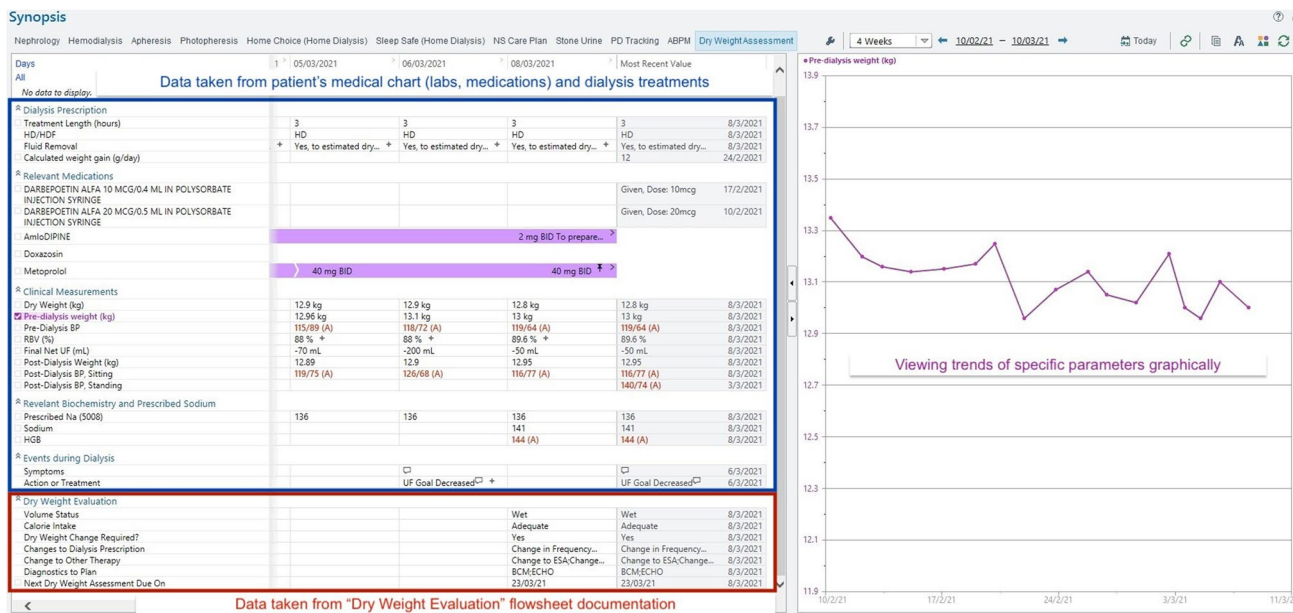 Synopsis
Nephrology Hemodialysis Apheresis Photopheresis Home Choice (Home Dialysis) Sleep Safe (Home Dialysis) NS Care Plan Stone Urine PD Tracking ABPM Dry WeightAssessment 4 Weeks 10/02/21 – 10/03/21 Today
Days 1 05/03/2021 06/03/2021 08/03/2021 Most Recent Value
All
No data to display.
Data taken from patient's medical chart (labs, medications) and dialysis treatments
Dialysis Prescription
Treatment Length (hours) 3 3 3 3 8/3/2021
HD/HDF HD HD HD HD 8/3/2021
Fluid Removal + Yes, to estimated dry... + Yes, to estimated dry... + Yes, to estimated dry... + Yes, to estimated dry... 8/3/2021
Calculated weight gain (g/day) 12 24/2/2021
Relevant Medications
DARBEPOETIN ALFA 10 MCG/0.4 ML IN POLYSORBATE Given, Dose: 10mcg 17/2/2021
INJECTION SYRINGE
DARBEPOETIN ALFA 20 MCG/0.5 ML IN POLYSORBATE Given, Dose: 20mcg 10/2/2021
INJECTION SYRINGE
AmloDIPINE 2 mg BID To prepare...
Doxazosin
Metoprolol 40 mg BID 40 mg BID
Clinical Measurements
Dry Weight (kg) 12.9 kg 12.9 kg 12.8 kg 12.8 kg 8/3/2021
Pre-dialysis weight (kg) 12.96 kg 13.1 kg 13 kg 13 kg 8/3/2021
Pre-Dialysis BP 115/89 (A) 118/72 (A) 119/64 (A) 119/64 (A) 8/3/2021
RBV (%) 88 % + 88 % + 89.6 % + 89.6 % 8/3/2021
Final Net UF (mL) -70 mL -200 mL -50 mL -50 mL 8/3/2021
Post-Dialysis Weight (kg) 12.89 12.9 12.95 12.95 8/3/2021
Post-Dialysis BP, Sitting 119/75 (A) 126/68 (A) 116/77 (A) 116/77 (A) 8/3/2021
Post-Dialysis BP, Standing 140/74 (A) 3/3/2021
Revelant Biochemistry and Prescribed Sodium
Prescribed Na (5008) 136 136 136 136 8/3/2021
Sodium 141 141 8/3/2021
HGB 144 (A) 144 (A) 8/3/2021
Events during Dialysis
Symptoms 6/3/2021
Action or Treatment UF Goal Decreased + UF Goal Decreased 6/3/2021
Dry Weight Evaluation
Volume Status Wet Wet 8/3/2021
Calorie Intake Adequate Adequate 8/3/2021
Dry Weight Change Required? Yes Yes 8/3/2021
Changes to Dialysis Prescription Change in Frequency... Change in Frequency... 8/3/2021
Change to Other Therapy Change to ESA;Change... Change to ESA;Change... 8/3/2021
Diagnostics to Plan BCM;ECHO BCM;ECHO 8/3/2021
Next Dry Weight Assessment Due On 23/03/21 23/03/21 8/3/2021
Data taken from "Dry Weight Evaluation" flowsheet documentation
Pre-dialysis weight (kg)
13.9
13.7
13.5
13.3
13.1
12.9
Viewing trends of specific parameters graphically
12.7
12.5
12.3
12.1
11.9
10/2/21 17/2/21 24/2/21 3/3/21 11/3/2